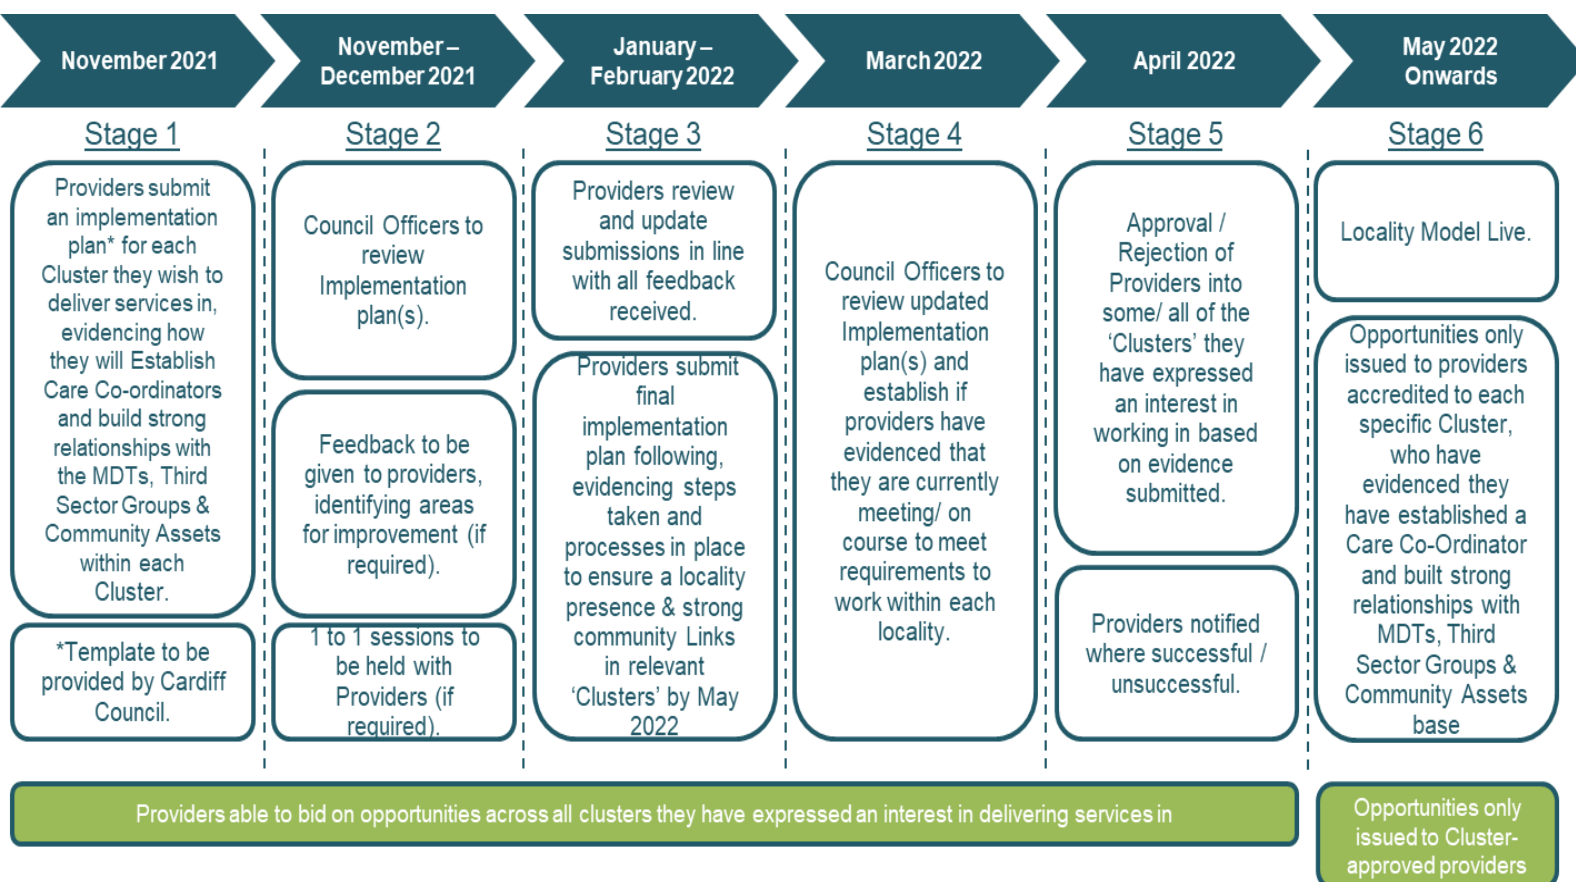 November 2021
November –
December 2021
January –
February 2022
March 2022
April 2022
May 2022
Onwards
Stage 1
Stage 2
Stage 3
Stage 4
Stage 5
Stage 6
Providers submit
an implementation
plan* for each
Cluster they wish to
deliver services in,
evidencing how
they will Establish
Care Co-ordinators
and build strong
relationships with
the MDTs, Third
Sector Groups &
Community Assets
within each
Cluster.
*Template to be
provided by Cardiff
Council.
Council Officers to
review
Implementation
plan(s).
Feedback to be
given to providers,
identifying areas
for improvement (if
required).
1 to 1 sessions to
be held with
Providers (if
required).
Providers review
and update
submissions in line
with all feedback
received.
Providers submit
final
implementation
plan following,
evidencing steps
taken and
processes in place
to ensure a locality
presence & strong
community Links
in relevant
‘Clusters’ by May
2022
Council Officers to
review updated
Implementation
plan(s) and
establish if
providers have
evidenced that
they are currently
meeting/ on
course to meet
requirements to
work within each
locality.
Approval /
Rejection of
Providers into
some/ all of the
‘Clusters’ they
have expressed
an interest in
working in based
on evidence
submitted.
Providers notified
where successful /
unsuccessful.
Locality Model Live.
Opportunities only
issued to providers
accredited to each
specific Cluster,
who have
evidenced they
have established a
Care Co-Ordinator
and built strong
relationships with
MDTs, Third
Sector Groups &
Community Assets
base
Providers able to bid on opportunities across all clusters they have expressed an interest in delivering services in
Opportunities only
issued to Cluster-
approved providers